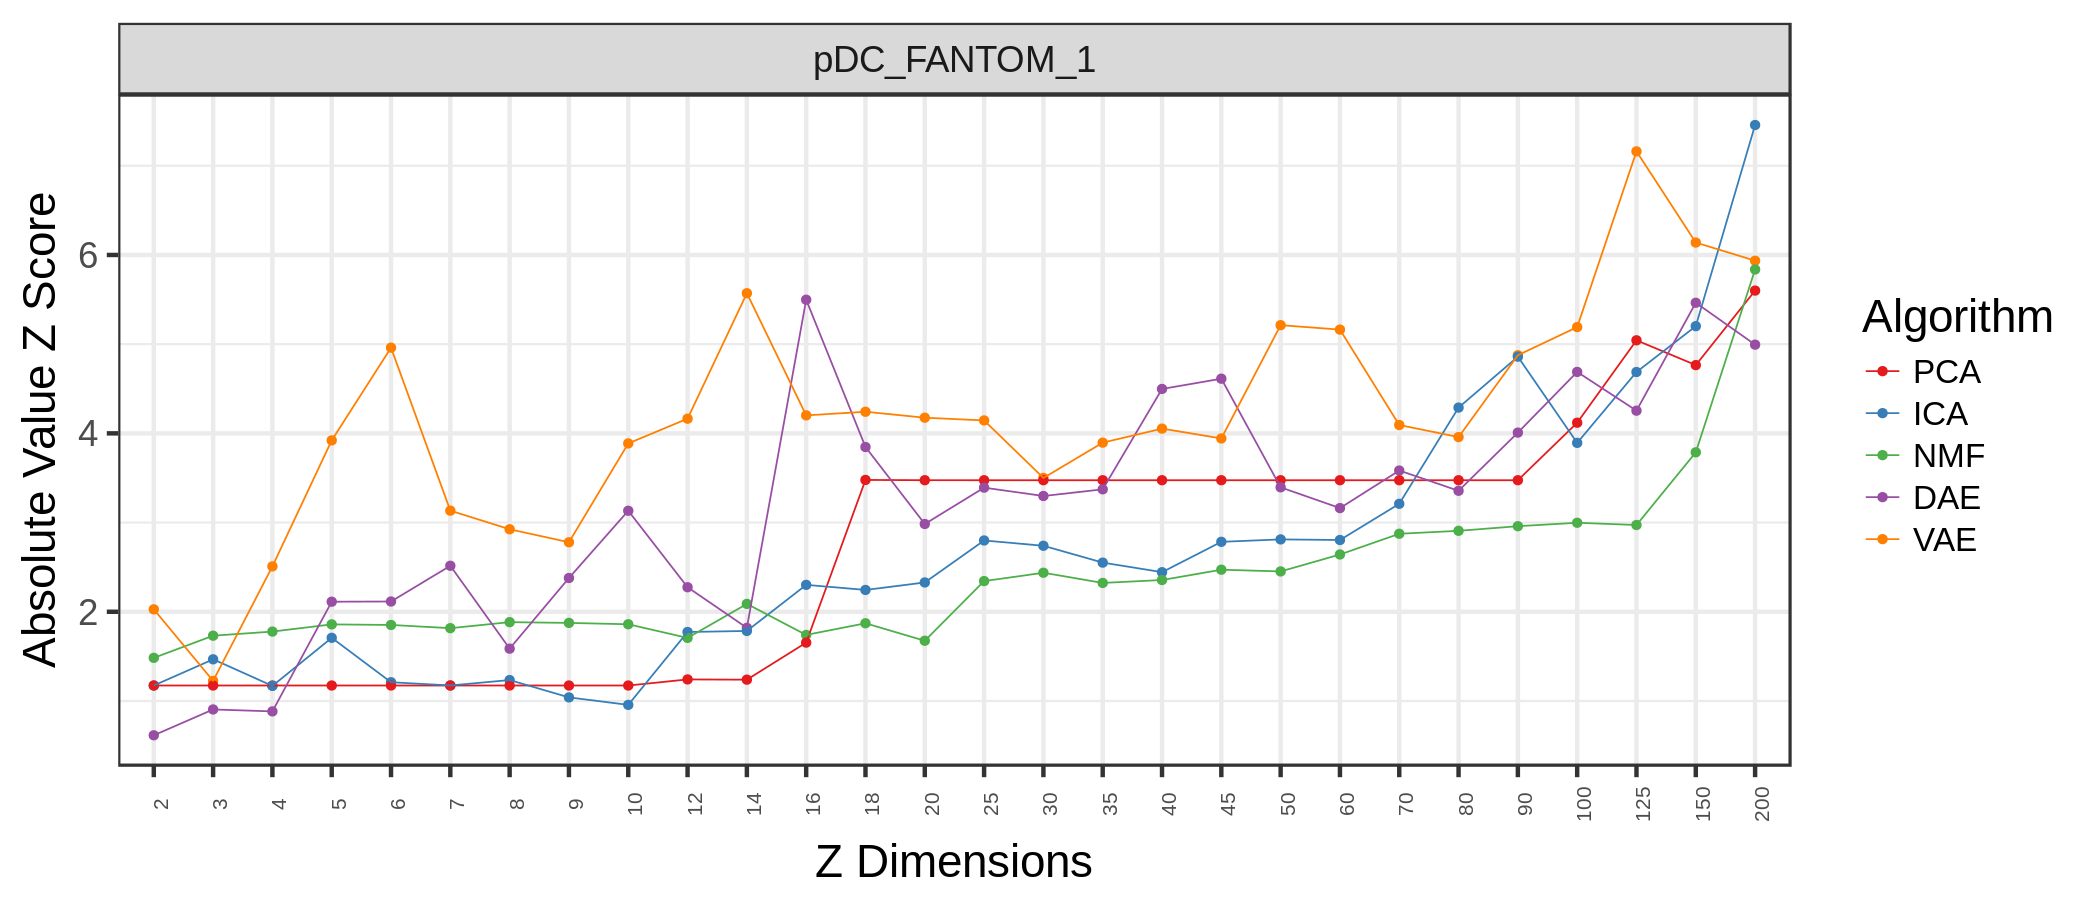 pDC_FANTOM_1
Absolute Value Z Score
6
4
2
2 3 4 5 6 7 8 9 10 12 14 16 18 20 25 30 35 40 45 50 60 70 80 90 100 125 150 200
Z Dimensions
Algorithm
PCA
ICA
NMF
DAE
VAE